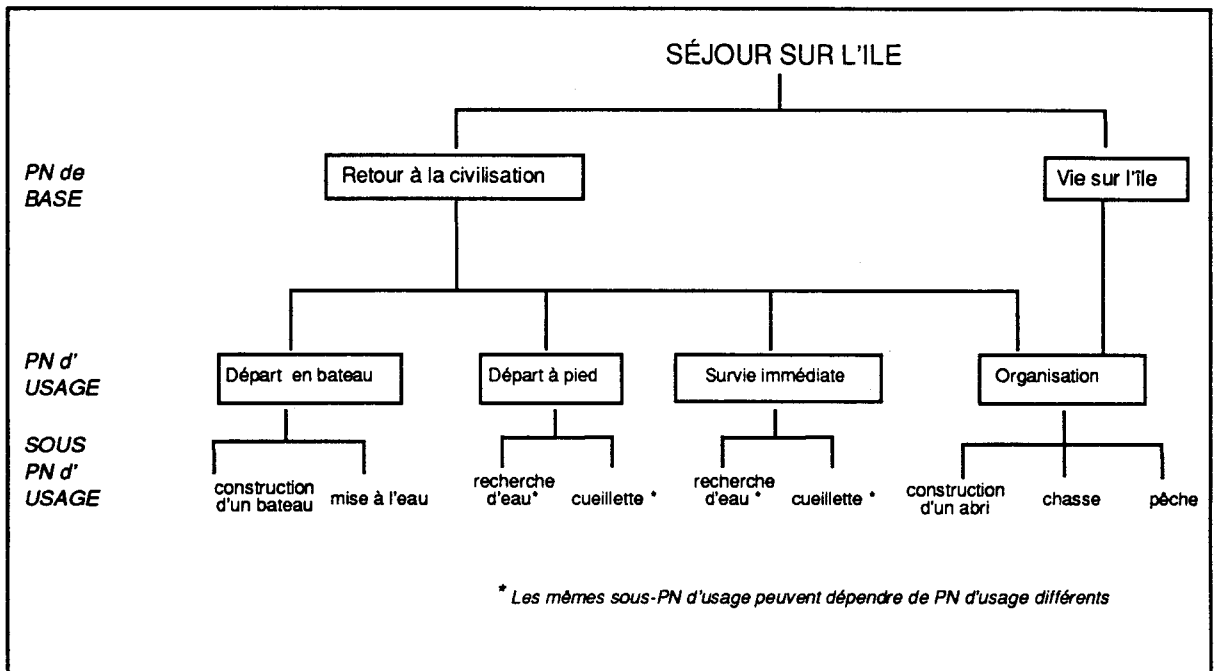 SÉJOUR SUR L'ILE
PN de
BASE
Retour à la civilisation
Vie sur l'île
PN d'
USAGE
Départ en bateau
Départ à pied
Survie immédiate
Organisation
SOUS
PN d'
USAGE
construction
d'un bateau
mise à l'eau
recherche
d'eau*
cueillette *
recherche
d'eau *
cueillette *
construction
d'un abri
chasse
pêche
* Les mêmes sous-PN d'usage peuvent dépendre de PN d'usage différents